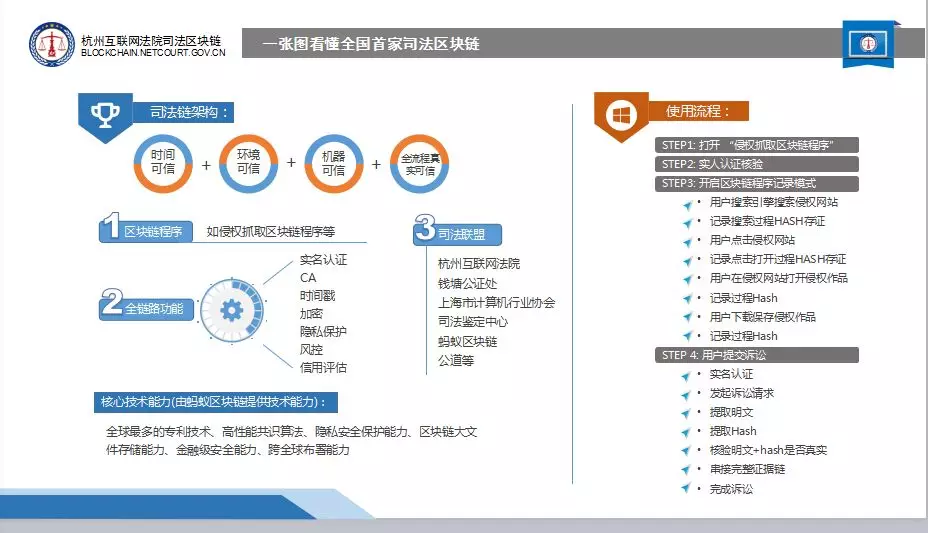 杭州互联网法院司法区块链
BLOCKCHAIN.NETCOURT.GOV.CN
一张图看懂全国首家司法区块链
司法链架构：
时间
可信
+
环境
可信
+
机器
可信
+
全流程真
实可信
1 区块链程序
如侵权抓取区块链程序等
2 全链路功能
实名认证
CA
时间戳
加密
隐私保护
风控
信用评估
3 司法联盟
杭州互联网法院
钱塘公证处
上海市计算机行业协会
司法鉴定中心
蚂蚁区块链
公道等
核心技术能力(由蚂蚁区块链提供技术能力)：
全球最多的专利技术、高性能共识算法、隐私安全保护能力、区块链大文
件存储能力、金融级安全能力、跨全球布署能力
使用流程：
STEP1: 打开 “侵权抓取区块链程序”
STEP2: 实人认证核验
STEP3: 开启区块链程序记录模式
• 用户搜索引擎搜索侵权网站
• 记录搜索过程HASH存证
• 用户点击侵权网站
• 记录点击打开过程HASH存证
• 用户在侵权网站打开侵权作品
• 记录过程Hash
• 用户下载保存侵权作品
• 记录过程Hash
STEP 4: 用户提交诉讼
• 实名认证
• 发起诉讼请求
• 提取明文
• 提取Hash
• 核验明文+hash是否真实
• 串接完整证据链
• 完成诉讼